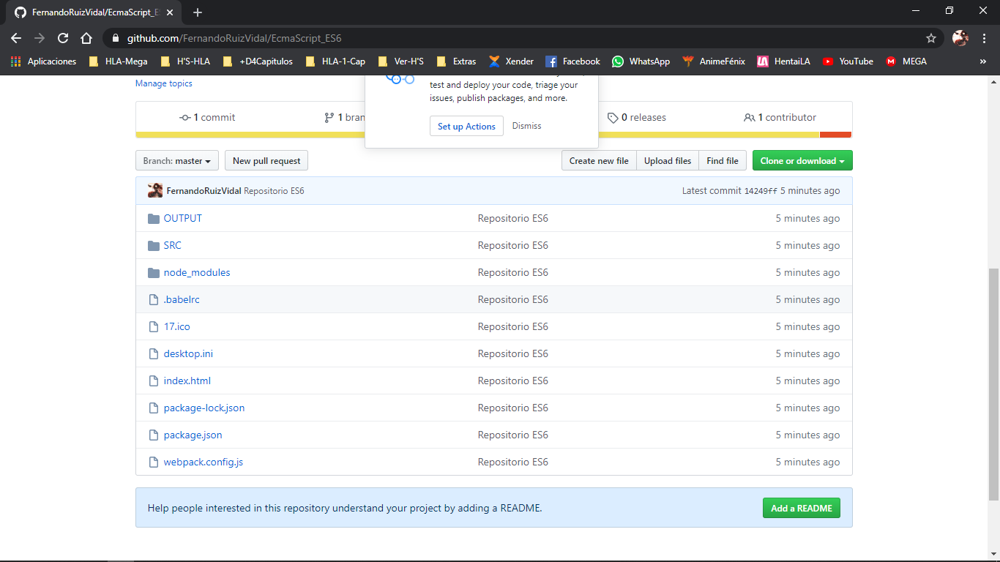 FernandoRuizVidal/EcmaScript_ES
github.com/FernandoRuizVidal/EcmaScript_ES6
Aplicaciones HLA-Mega H'S-HLA +D4Capitulos HLA-1-Cap Ver-H'S Extras Xender Facebook WhatsApp AnimeFénix HentaiLA YouTube MEGA »
Manage topics
test and deploy your code, triage your
issues, publish packages, and more.
Set up Actions Dismiss
1 commit 1 bran 0 releases 1 contributor
Branch: master New pull request Create new file Upload files Find file Clone or download
FernandoRuizVidal Repositorio ES6 Latest commit 14249ff 5 minutes ago
OUTPUT Repositorio ES6 5 minutes ago
SRC Repositorio ES6 5 minutes ago
node_modules Repositorio ES6 5 minutes ago
.babelrc Repositorio ES6 5 minutes ago
17.ico Repositorio ES6 5 minutes ago
desktop.ini Repositorio ES6 5 minutes ago
index.html Repositorio ES6 5 minutes ago
package-lock.json Repositorio ES6 5 minutes ago
package.json Repositorio ES6 5 minutes ago
webpack.config.js Repositorio ES6 5 minutes ago
Help people interested in this repository understand your project by adding a README. Add a README